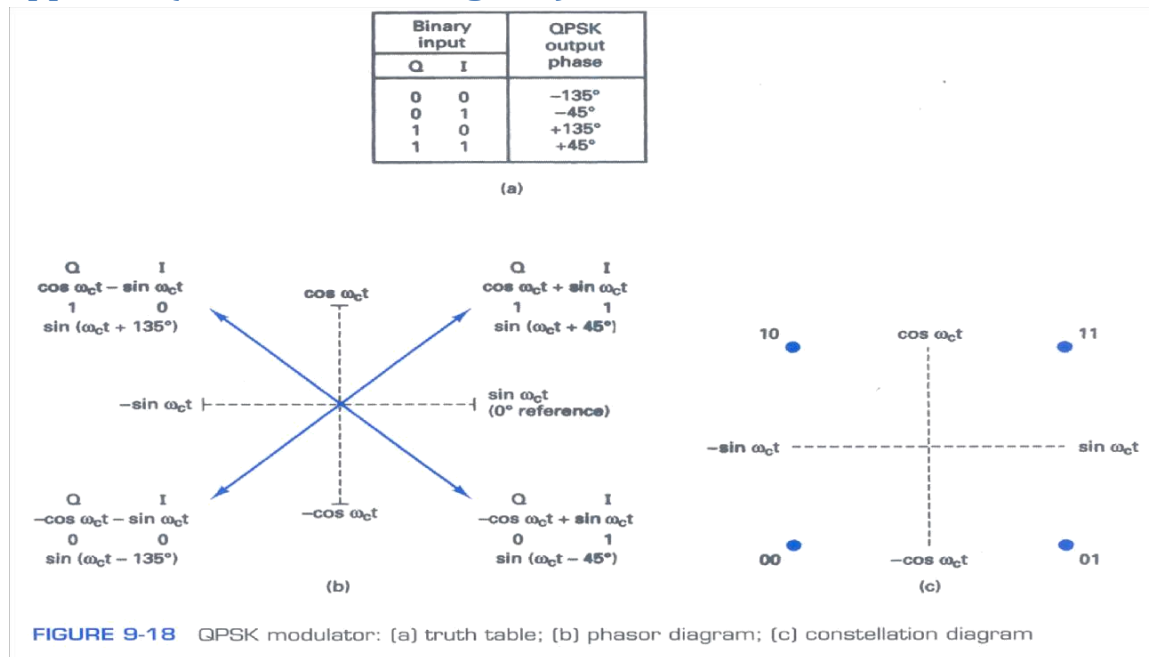 Binary input
QPSK output phase
Q I
0 0 −135°
0 1 −45°
1 0 +135°
1 1 +45°
(a)
Q I
cos ωct − sin ωct
1 0
sin (ωct + 135°)
cos ωct
Q I
cos ωct + sin ωct
1 1
sin (ωct + 45°)
−sin ωct
sin ωct
(0° reference)
Q I
−cos ωct − sin ωct
0 0
sin (ωct − 135°)
−cos ωct
Q I
−cos ωct + sin ωct
0 1
sin (ωct − 45°)
(b)
10
cos ωct
11
−sin ωct
sin ωct
00
−cos ωct
01
(c)
FIGURE 9-18 QPSK modulator: (a) truth table; (b) phasor diagram; (c) constellation diagram